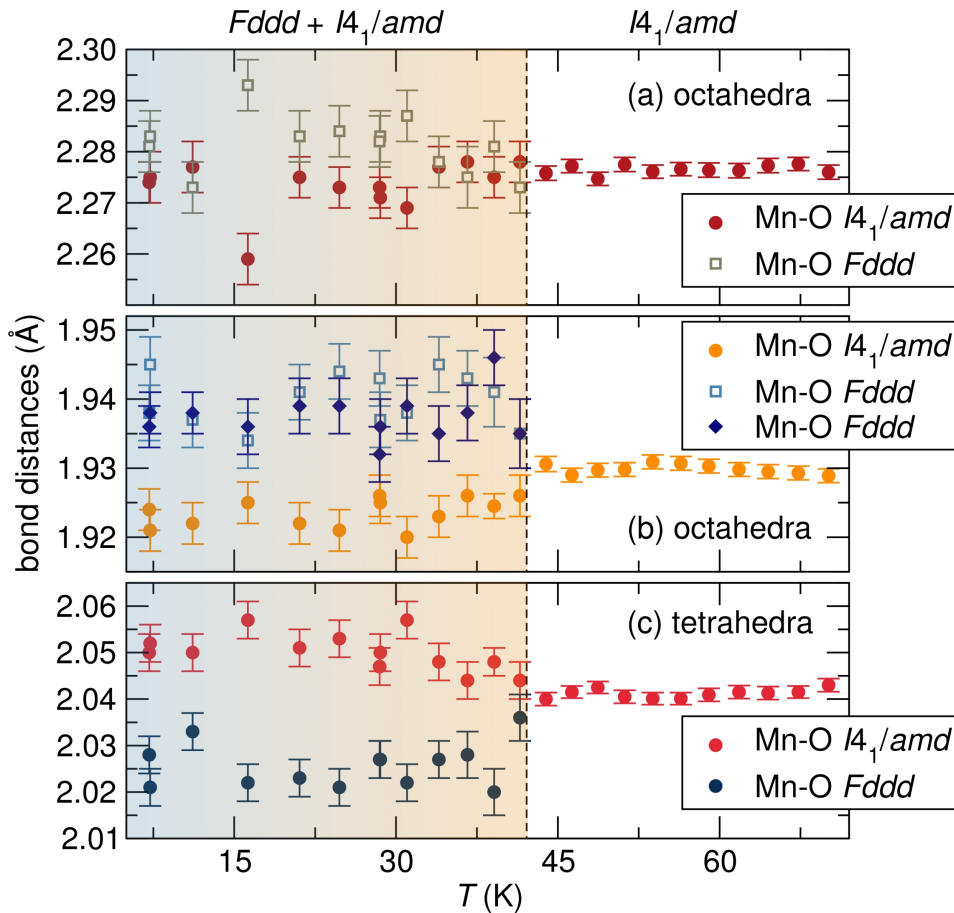 Fddd + I4₁/amd I4₁/amd
2.30
2.29
2.28
2.27
2.26
(a) octahedra
Mn-O I4₁/amd
Mn-O Fddd
bond distances (Å)
1.95
1.94
1.93
1.92
Mn-O I4₁/amd
Mn-O Fddd
Mn-O Fddd
(b) octahedra
2.06
2.05
2.04
2.03
2.02
2.01
(c) tetrahedra
Mn-O I4₁/amd
Mn-O Fddd
15 30 45 60
T (K)